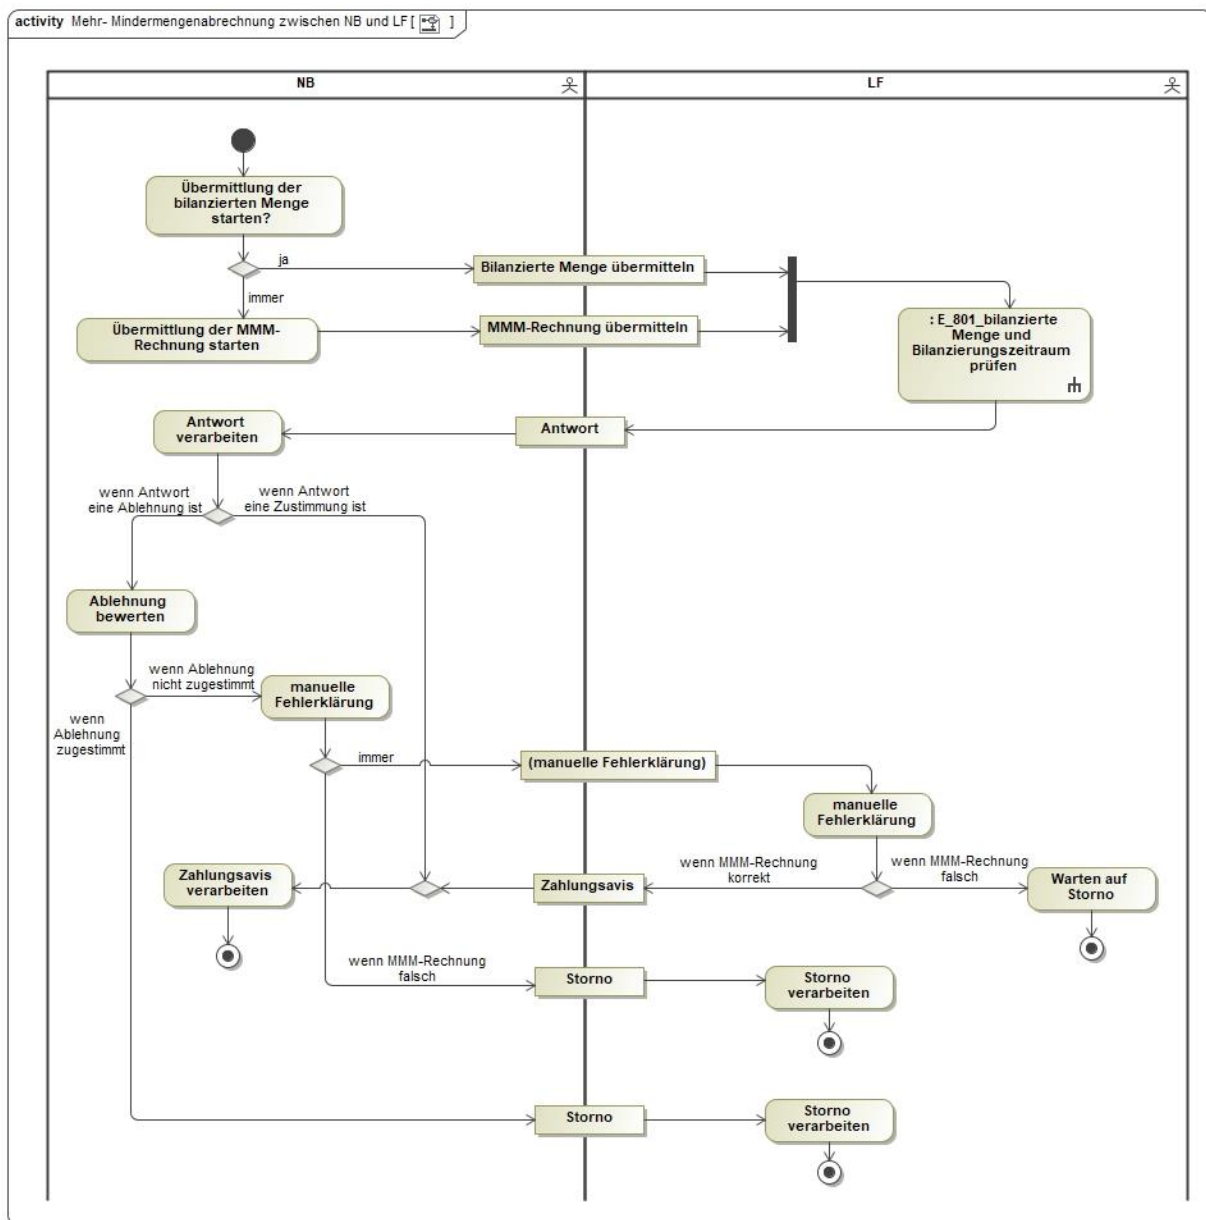 activity Mehr- Mindermengenabrechnung zwischen NB und LF [ ]
NB
LF
Übermittlung der
bilanzierten Menge
starten?
ja
Bilanzierte Menge übermitteln
immer
Übermittlung der MMM-
Rechnung starten
MMM-Rechnung übermitteln
: E_801_bilanzierte
Menge und
Bilanzierungszeitraum
prüfen
Antwort
verarbeiten
Antwort
wenn Antwort
eine Ablehnung ist
wenn Antwort
eine Zustimmung ist
Ablehnung
bewerten
wenn Ablehnung
nicht zugestimmt
manuelle
Fehlerklärung
wenn
Ablehnung
zugestimmt
immer
(manuelle Fehlerklärung)
manuelle
Fehlerklärung
wenn MMM-Rechnung
korrekt
wenn MMM-Rechnung
falsch
Zahlungsavis
verarbeiten
Zahlungsavis
Warten auf
Storno
wenn MMM-Rechnung
falsch
Storno
Storno
verarbeiten
Storno
Storno
verarbeiten